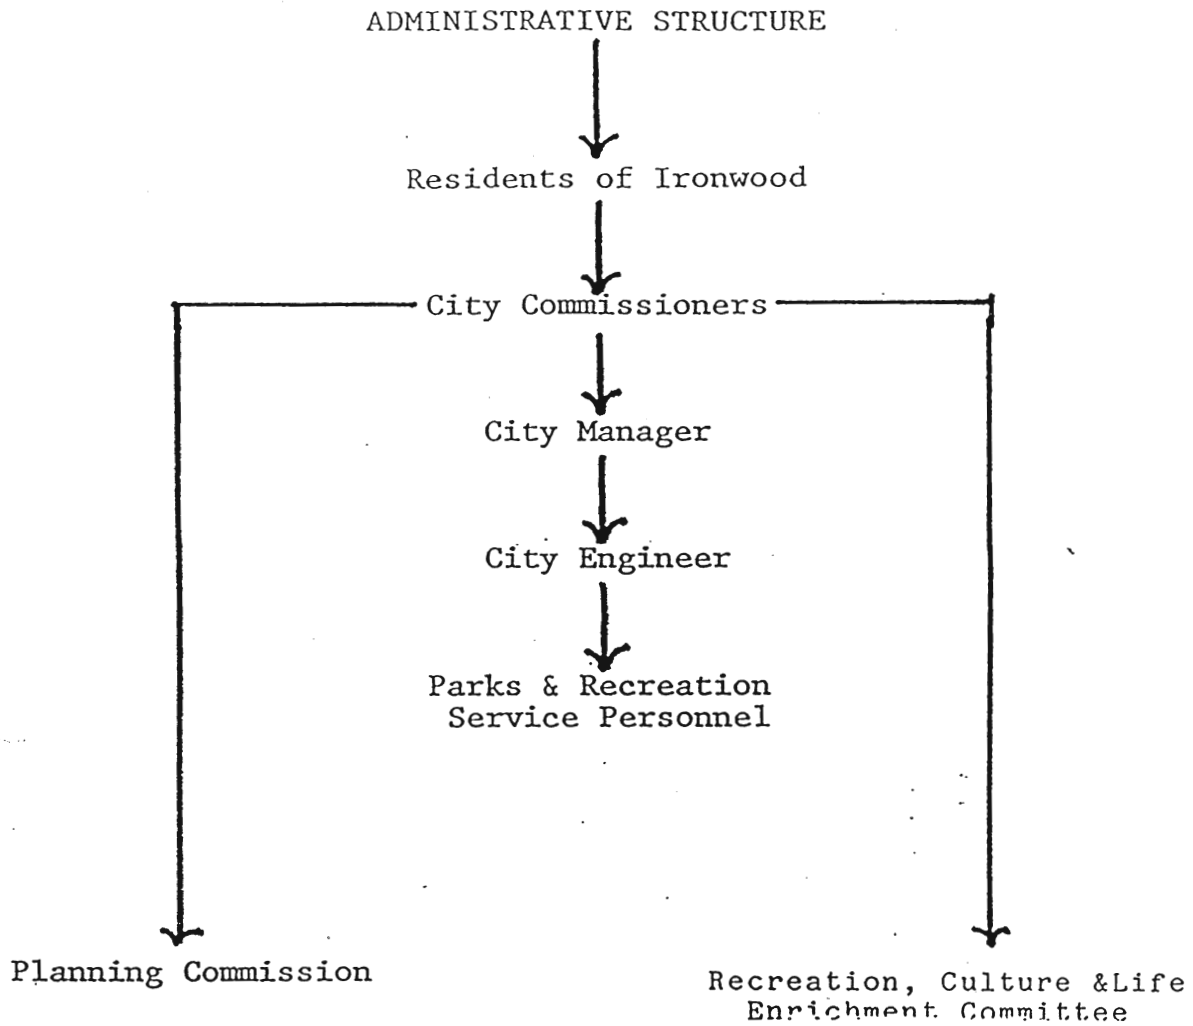 ADMINISTRATIVE STRUCTURE
Residents of Ironwood
City Commissioners
City Manager
City Engineer
Parks & Recreation
Service Personnel
Planning Commission
Recreation, Culture &Life
Enrichment Committee